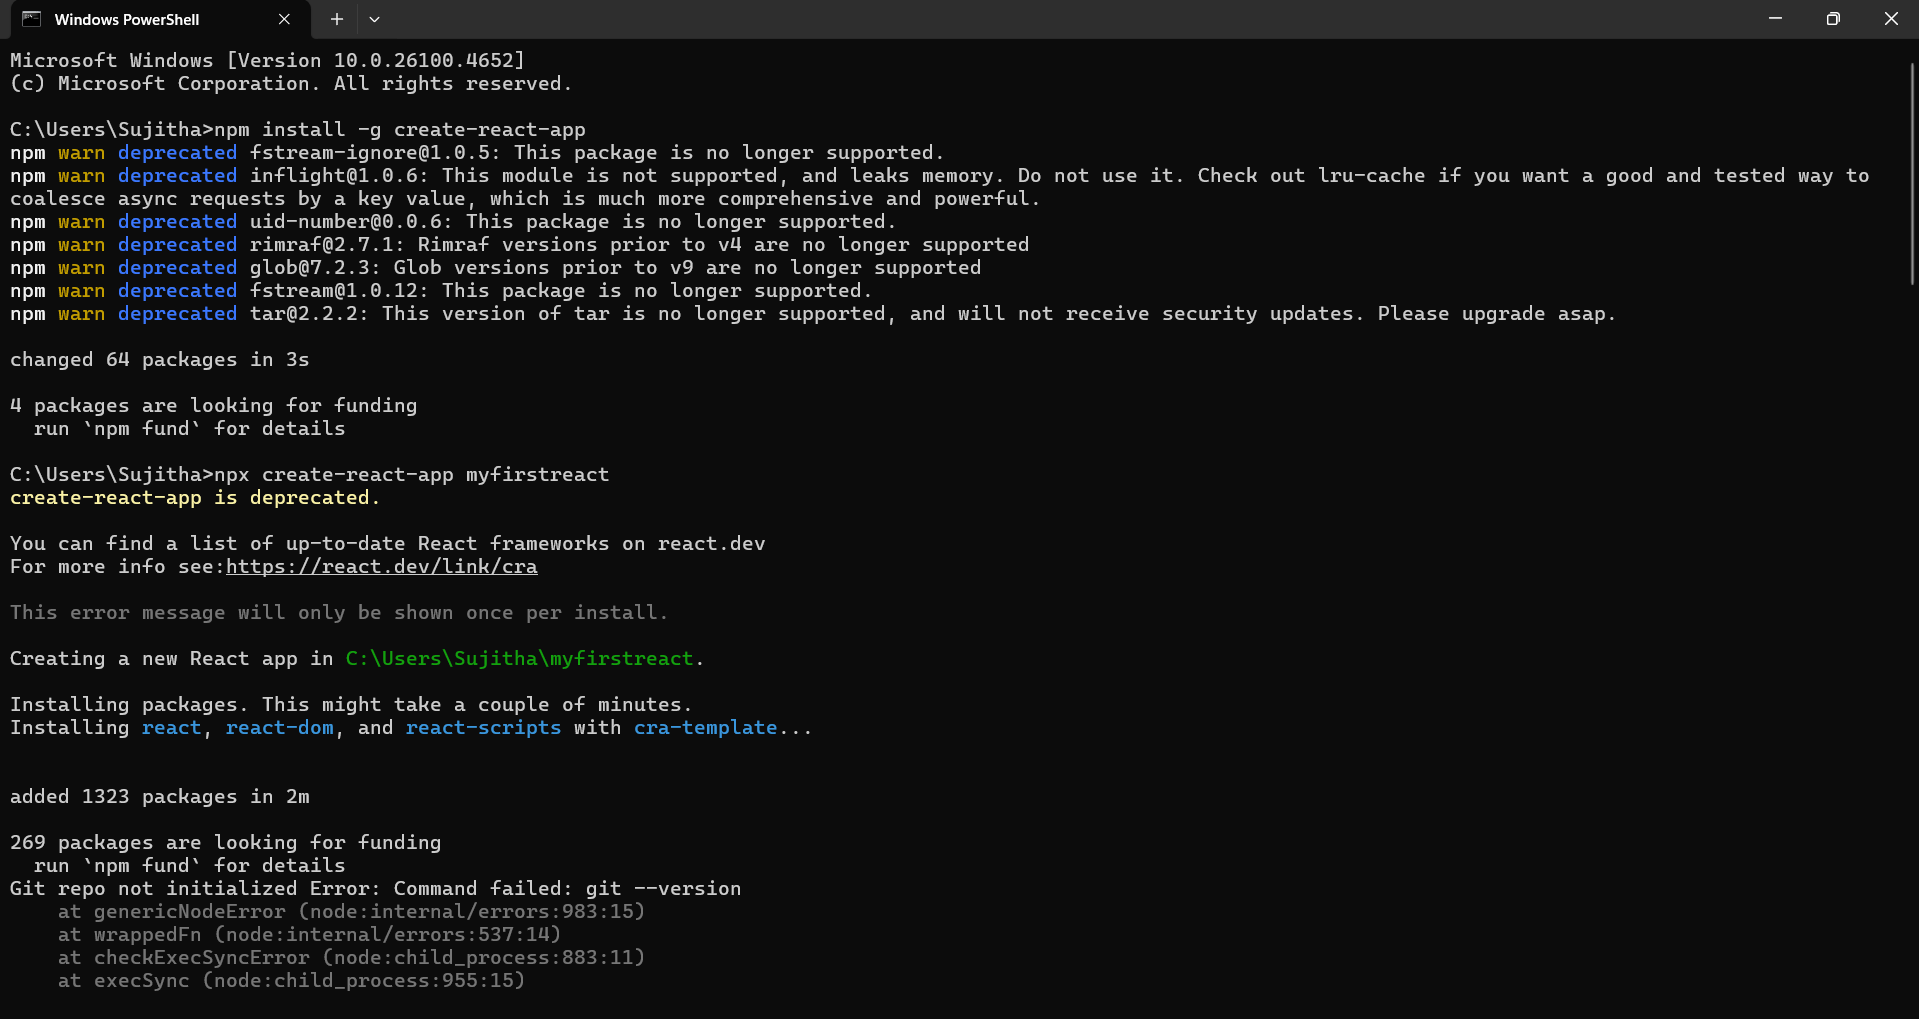 Windows PowerShell
Microsoft Windows [Version 10.0.26100.4652]
(c) Microsoft Corporation. All rights reserved.
C:\Users\Sujitha>npm install -g create-react-app
npm warn deprecated fstream-ignore@1.0.5: This package is no longer supported.
npm warn deprecated inflight@1.0.6: This module is not supported, and leaks memory. Do not use it. Check out lru-cache if you want a good and tested way to
coalesce async requests by a key value, which is much more comprehensive and powerful.
npm warn deprecated uid-number@0.0.6: This package is no longer supported.
npm warn deprecated rimraf@2.7.1: Rimraf versions prior to v4 are no longer supported
npm warn deprecated glob@7.2.3: Glob versions prior to v9 are no longer supported
npm warn deprecated fstream@1.0.12: This package is no longer supported.
npm warn deprecated tar@2.2.2: This version of tar is no longer supported, and will not receive security updates. Please upgrade asap.
changed 64 packages in 3s
4 packages are looking for funding
  run `npm fund` for details
C:\Users\Sujitha>npx create-react-app myfirstreact
create-react-app is deprecated.
You can find a list of up-to-date React frameworks on react.dev
For more info see:https://react.dev/link/cra
This error message will only be shown once per install.
Creating a new React app in C:\Users\Sujitha\myfirstreact.
Installing packages. This might take a couple of minutes.
Installing react, react-dom, and react-scripts with cra-template...
added 1323 packages in 2m
269 packages are looking for funding
  run `npm fund` for details
Git repo not initialized Error: Command failed: git --version
    at genericNodeError (node:internal/errors:983:15)
    at wrappedFn (node:internal/errors:537:14)
    at checkExecSyncError (node:child_process:883:11)
    at execSync (node:child_process:955:15)